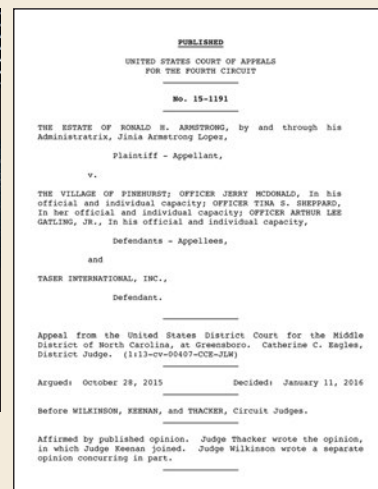 PUBLISHED
UNITED STATES COURT OF APPEALS
FOR THE FOURTH CIRCUIT
No. 15-1191
THE ESTATE OF RONALD H. ARMSTRONG, by and through his
Administratrix, Jinia Armstrong Lopez,
Plaintiff - Appellant,
v.
THE VILLAGE OF PINEHURST; OFFICER JERRY MCDONALD, In his
official and individual capacity; OFFICER TINA S. SHEPPARD,
In her official and individual capacity; OFFICER ARTHUR LEE
GATLING, JR., In his official and individual capacity,
Defendants - Appellees,
and
TASER INTERNATIONAL, INC.,
Defendant.
Appeal from the United States District Court for the Middle
District of North Carolina, at Greensboro. Catherine C. Eagles,
District Judge. (1:13-cv-00407-CCE-JLW)
Argued: October 28, 2015 Decided: January 11, 2016
Before WILKINSON, KEENAN, and THACKER, Circuit Judges.
Affirmed by published opinion. Judge Thacker wrote the opinion,
in which Judge Keenan joined. Judge Wilkinson wrote a separate
opinion concurring in part.